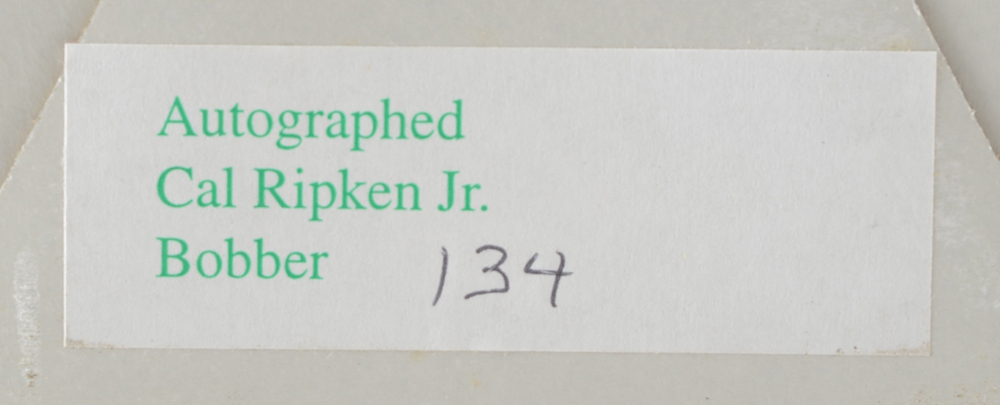 Autographed
Cal Ripken Jr.
Bobber 134